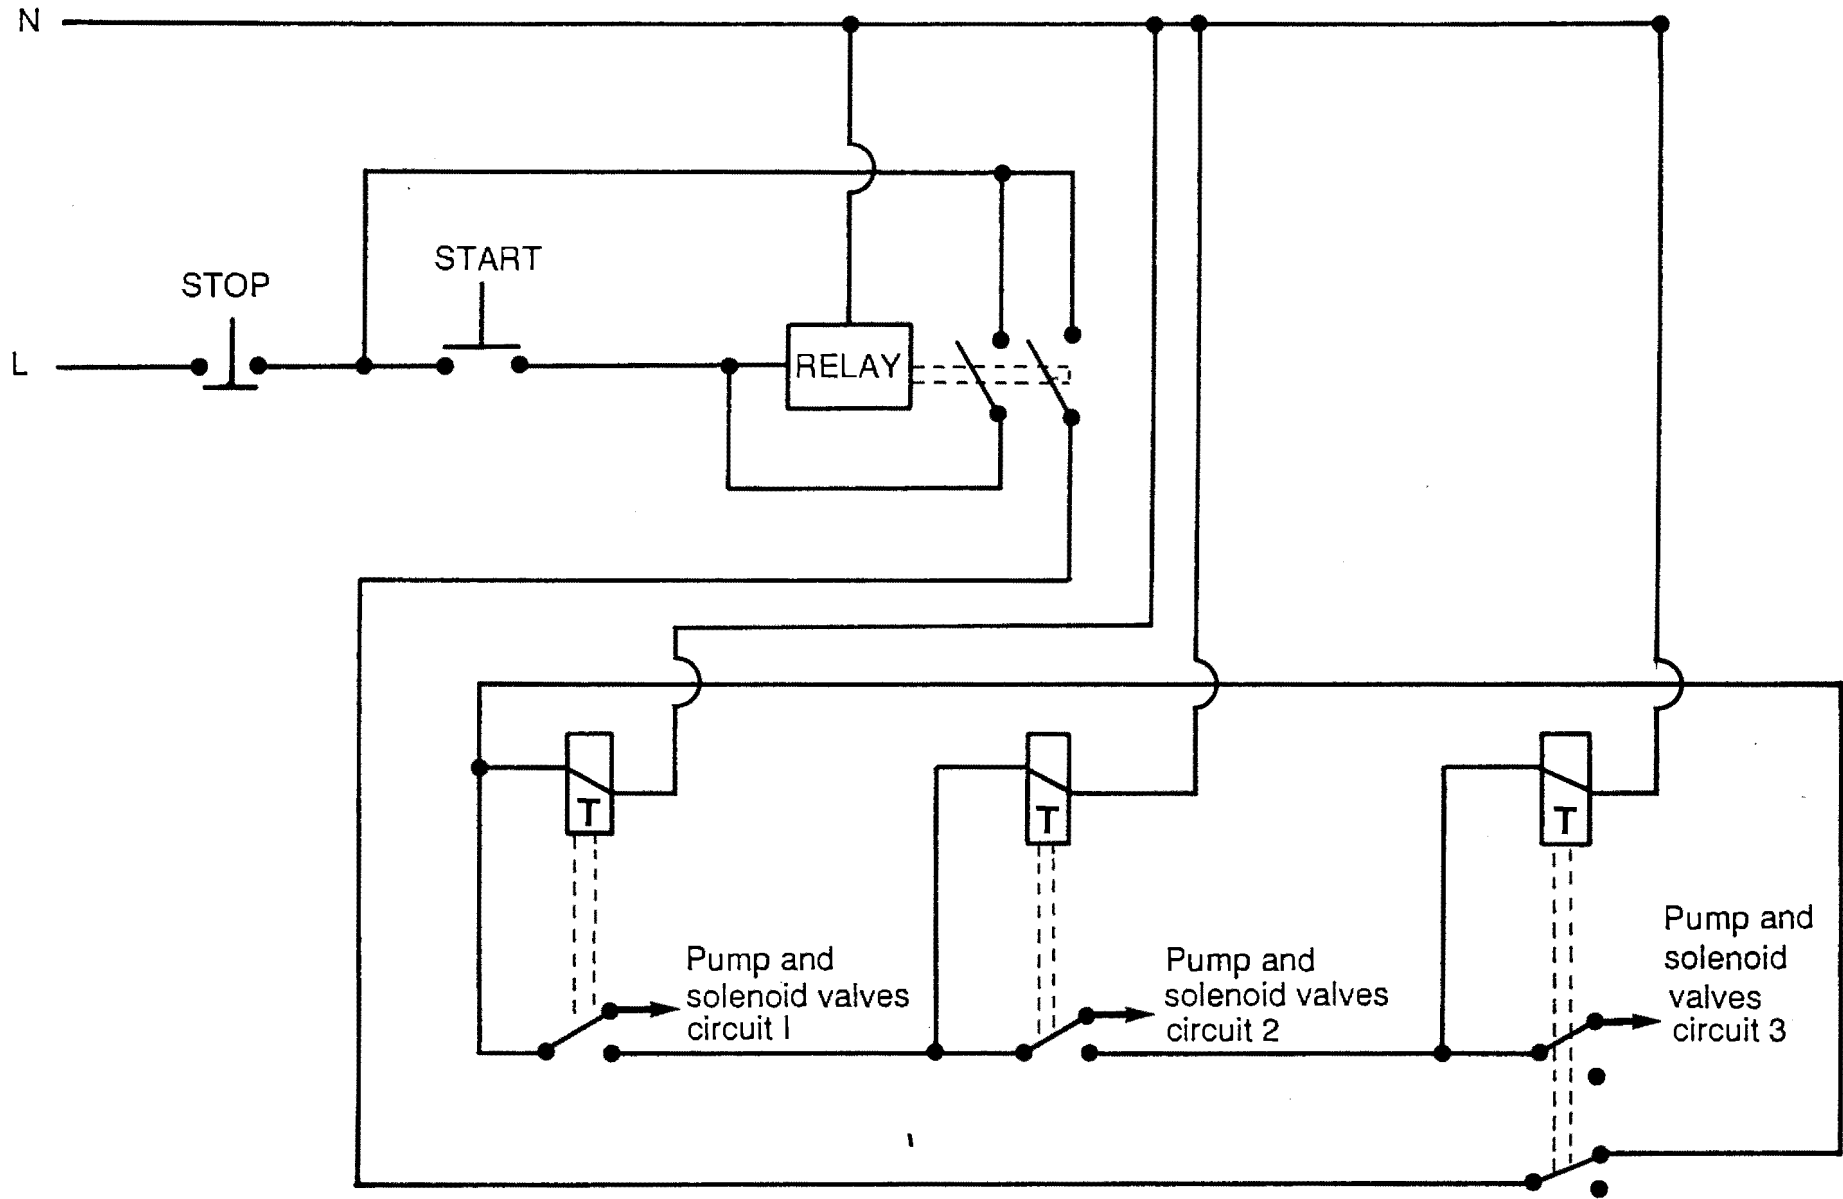 N
START
STOP
L
RELAY
T
T
T
Pump and
solenoid valves
circuit I
Pump and
solenoid valves
circuit 2
Pump and
solenoid
valves
circuit 3